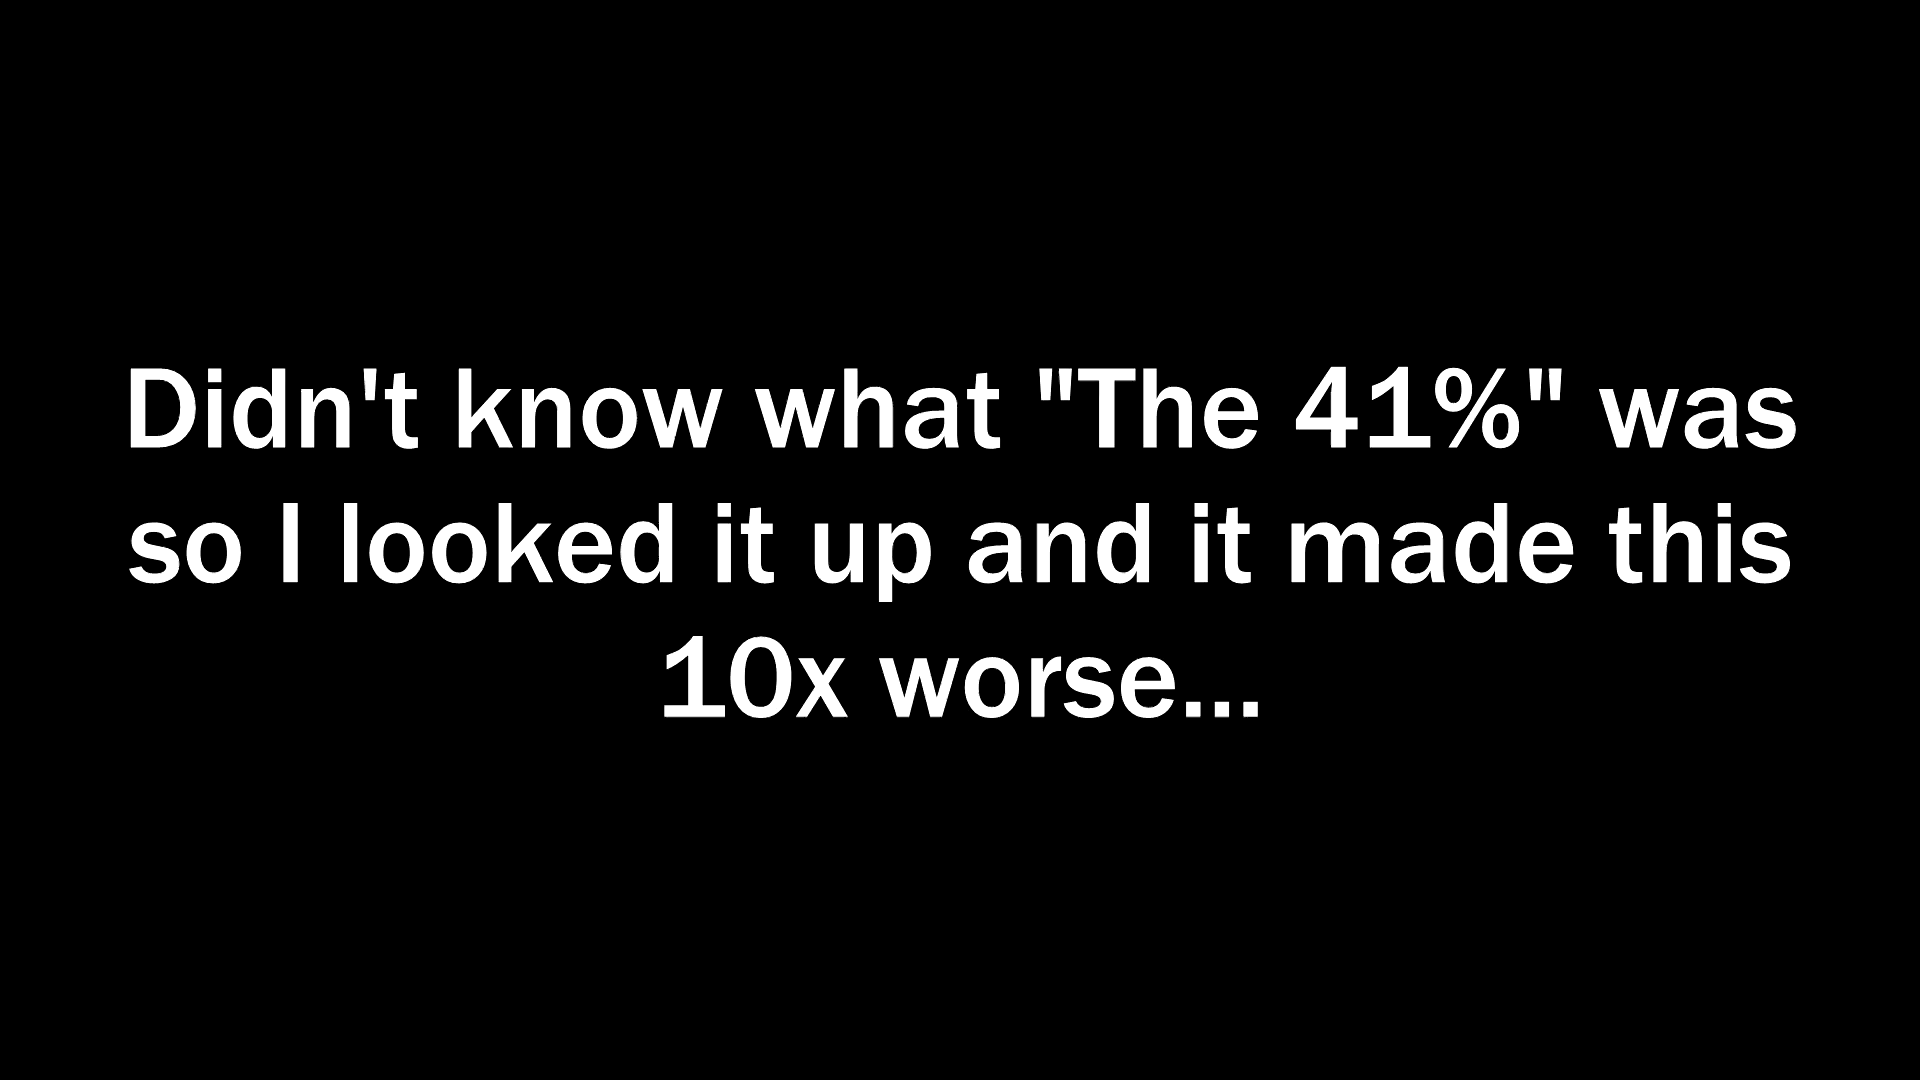 Didn't know what "The 41%" was
so I looked it up and it made this
10x worse...